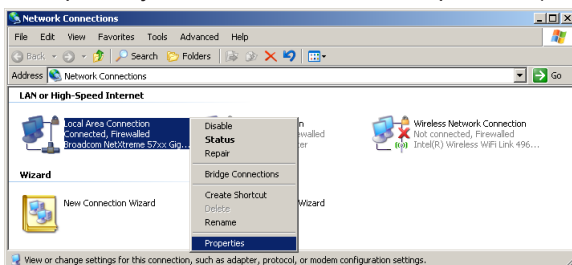 Network Connections
File Edit View Favorites Tools Advanced Help
Back Search Folders
Address Network Connections Go
LAN or High-Speed Internet
Local Area Connection
Connected, Firewalled
Broadcom NetXtreme 57xx Gig...
Disable
Status
Repair
Bridge Connections
Create Shortcut
Delete
Rename
Properties
Wireless Network Connection
Not connected, Firewalled
Intel(R) Wireless WiFi Link 496...
Wizard
New Connection Wizard
Wizard
View or change settings for this connection, such as adapter, protocol, or modem configuration settings.